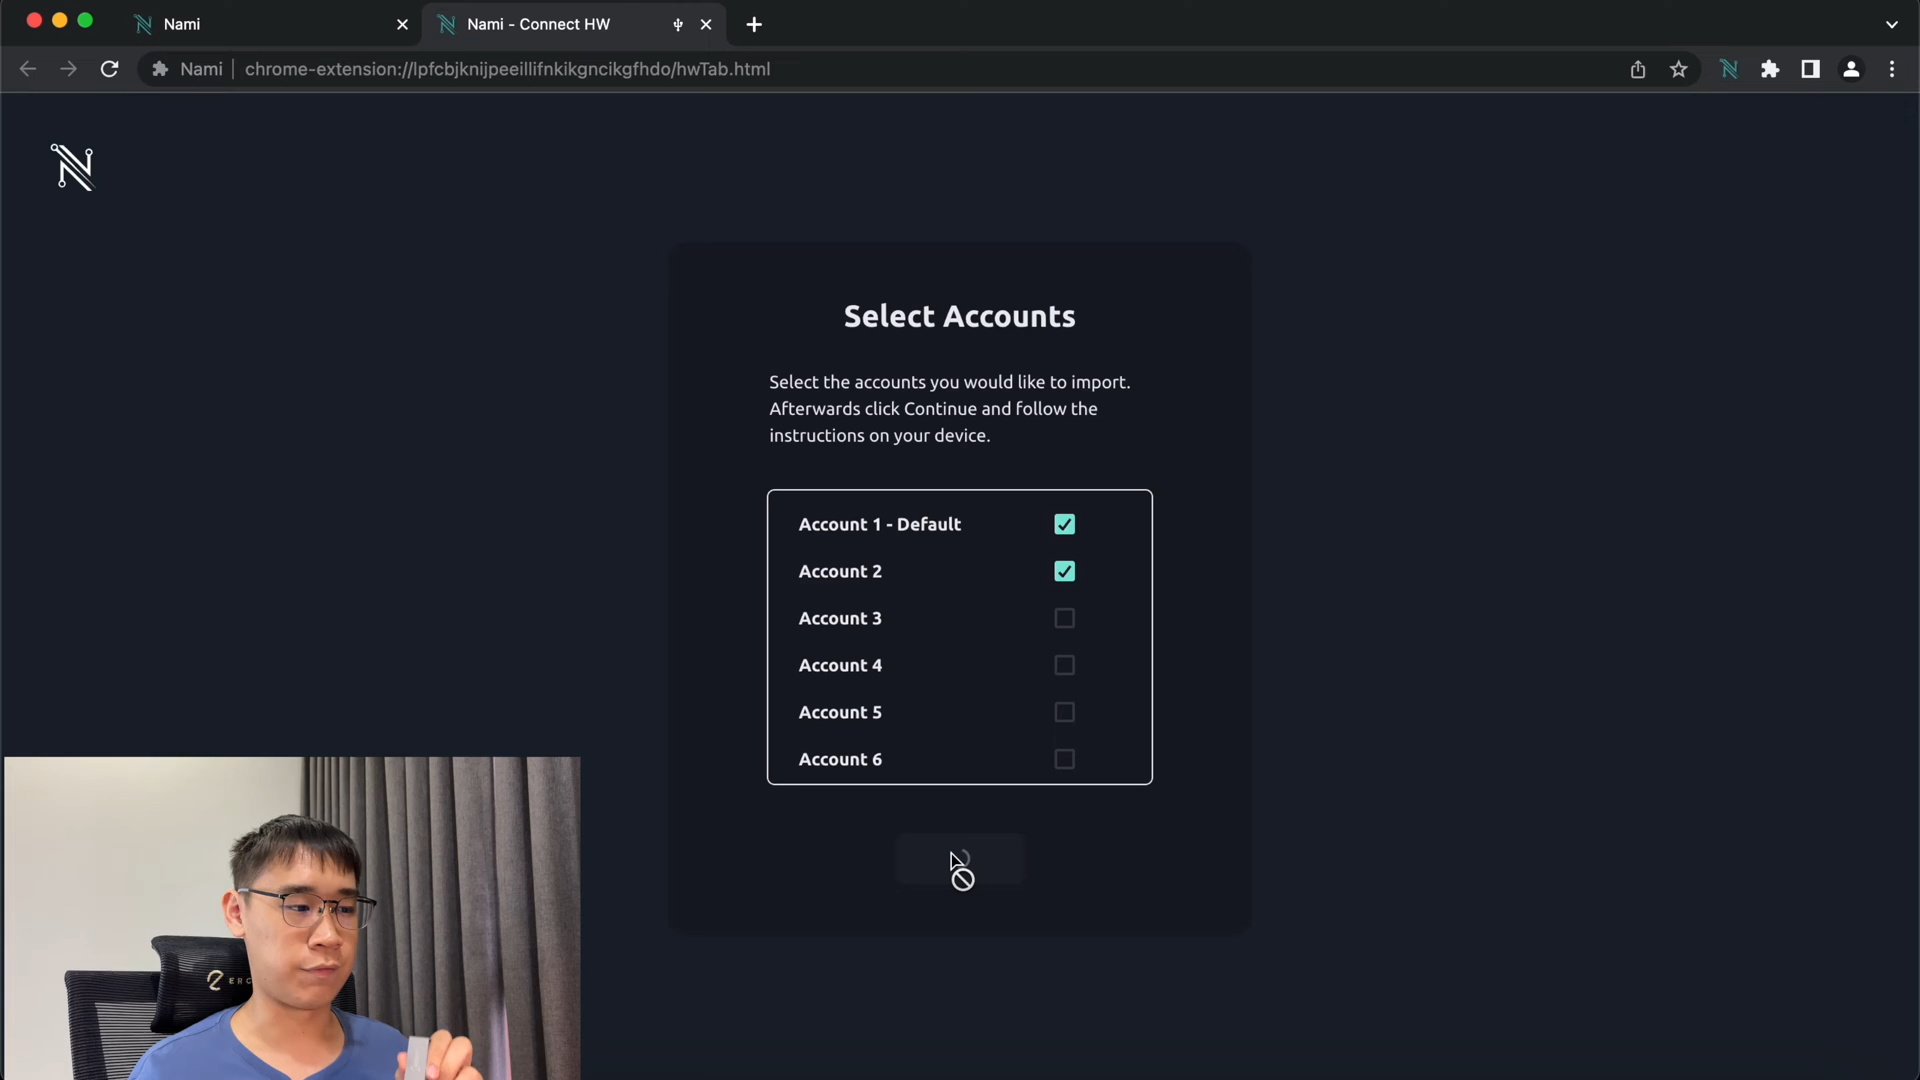 Nami
Nami - Connect HW
Nami
chrome-extension://lpfcbjknijpeeillifnkikgncikgfhdo/hwTab.html
Select Accounts
Select the accounts you would like to import.
Afterwards click Continue and follow the
instructions on your device.
Account 1 - Default
Account 2
Account 3
Account 4
Account 5
Account 6